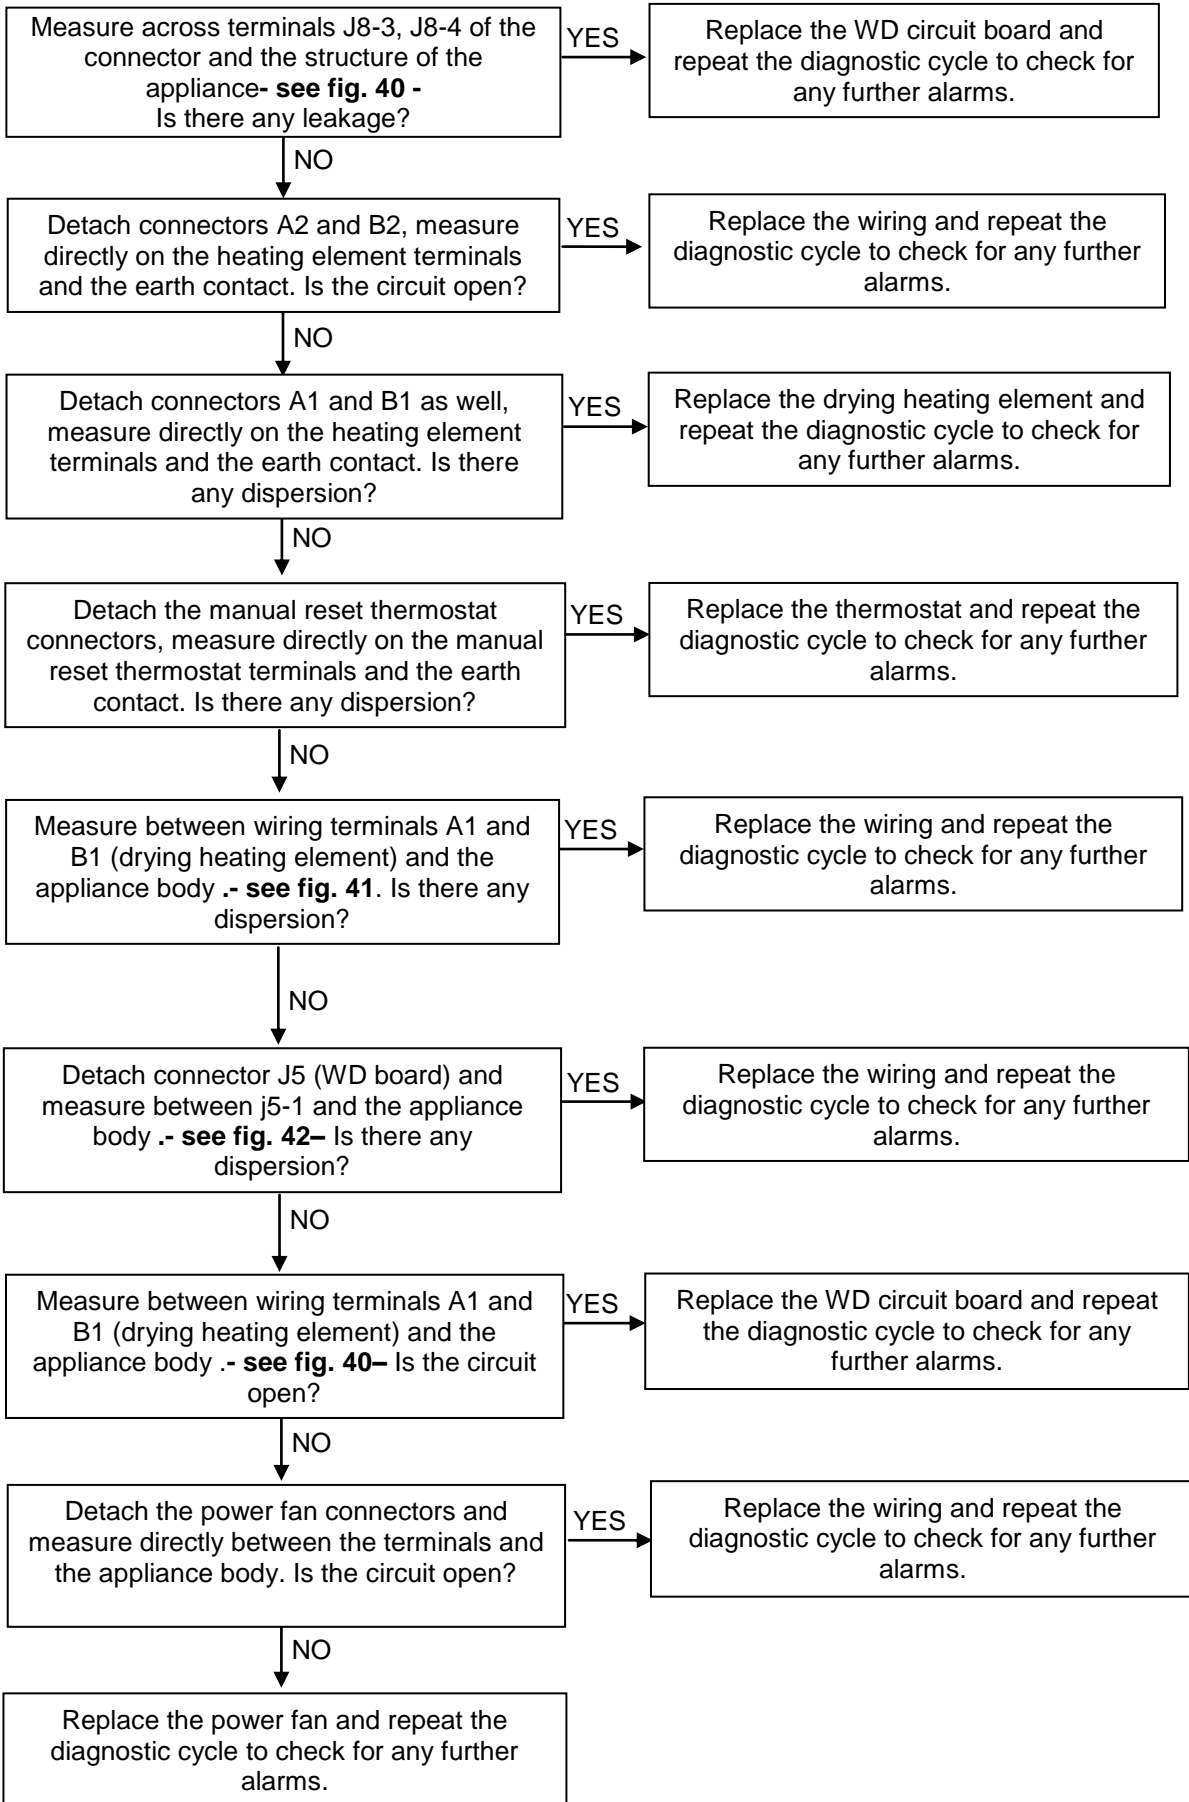 Measure across terminals J8-3, J8-4 of the
connector and the structure of the
appliance- see fig. 40 -
Is there any leakage?
YES
Replace the WD circuit board and
repeat the diagnostic cycle to check for
any further alarms.
NO
Detach connectors A2 and B2, measure
directly on the heating element terminals
and the earth contact. Is the circuit open?
YES
Replace the wiring and repeat the
diagnostic cycle to check for any further
alarms.
NO
Detach connectors A1 and B1 as well,
measure directly on the heating element
terminals and the earth contact. Is there
any dispersion?
YES
Replace the drying heating element and
repeat the diagnostic cycle to check for
any further alarms.
NO
Detach the manual reset thermostat
connectors, measure directly on the manual
reset thermostat terminals and the earth
contact. Is there any dispersion?
YES
Replace the thermostat and repeat the
diagnostic cycle to check for any further
alarms.
NO
Measure between wiring terminals A1 and
B1 (drying heating element) and the
appliance body .- see fig. 41. Is there any
dispersion?
YES
Replace the wiring and repeat the
diagnostic cycle to check for any further
alarms.
NO
Detach connector J5 (WD board) and
measure between j5-1 and the appliance
body .- see fig. 42– Is there any
dispersion?
YES
Replace the wiring and repeat the
diagnostic cycle to check for any further
alarms.
NO
Measure between wiring terminals A1 and
B1 (drying heating element) and the
appliance body .- see fig. 40– Is the circuit
open?
YES
Replace the WD circuit board and repeat
the diagnostic cycle to check for any
further alarms.
NO
Detach the power fan connectors and
measure directly between the terminals and
the appliance body. Is the circuit open?
YES
Replace the wiring and repeat the
diagnostic cycle to check for any further
alarms.
NO
Replace the power fan and repeat the
diagnostic cycle to check for any further
alarms.